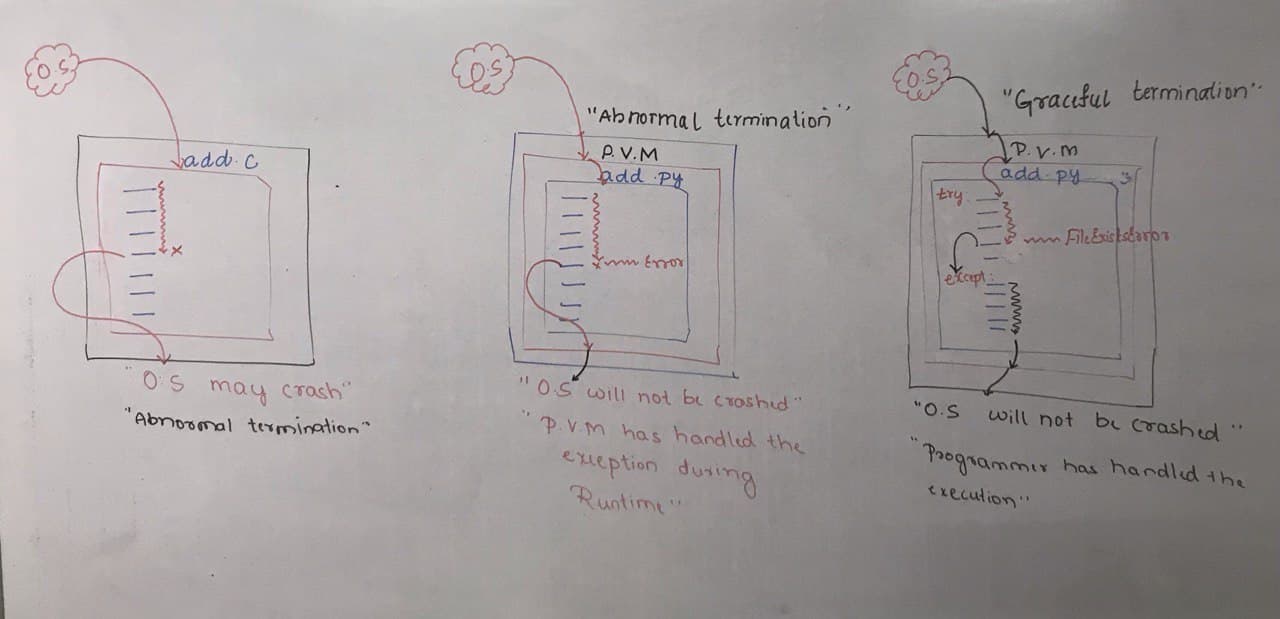 O.S
add.c
x
"O.S may crash"
"Abnormal termination"
O.S
"Abnormal termination"
P.V.M
add.py
Error
"O.S will not be crashed"
"P.V.M has handled the
exception during
Runtime"
O.S
"Graceful termination"
P.V.M
add.py
try
FileExistsError
except:
"O.S will not be crashed"
"Programmer has handled the
execution"